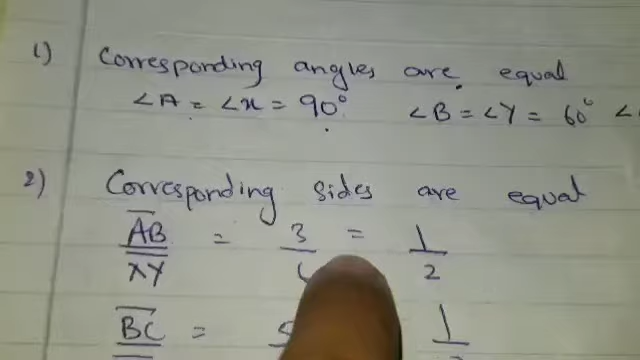 1) Corresponding angles are equal
∠A = ∠x = 90° ∠B = ∠Y = 60°
2) Corresponding sides are equal
AB/XY = 3/ = 1/2
BC = 1